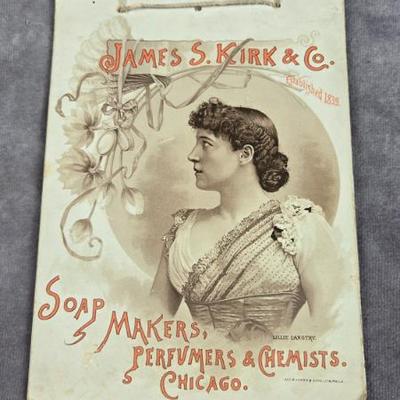 JAMES S. KIRK & CO.
Established 1839.
SOAP
MAKERS,
PERFUMERS & CHEMISTS.
CHICAGO.
LILLIE LANGTRY.